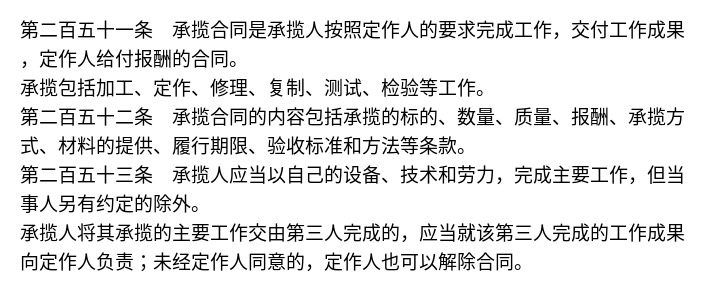 第二百五十一条　承揽合同是承揽人按照定作人的要求完成工作，交付工作成果
，定作人给付报酬的合同。
承揽包括加工、定作、修理、复制、测试、检验等工作。
第二百五十二条　承揽合同的内容包括承揽的标的、数量、质量、报酬、承揽方
式、材料的提供、履行期限、验收标准和方法等条款。
第二百五十三条　承揽人应当以自己的设备、技术和劳力，完成主要工作，但当
事人另有约定的除外。
承揽人将其承揽的主要工作交由第三人完成的，应当就该第三人完成的工作成果
向定作人负责；未经定作人同意的，定作人也可以解除合同。